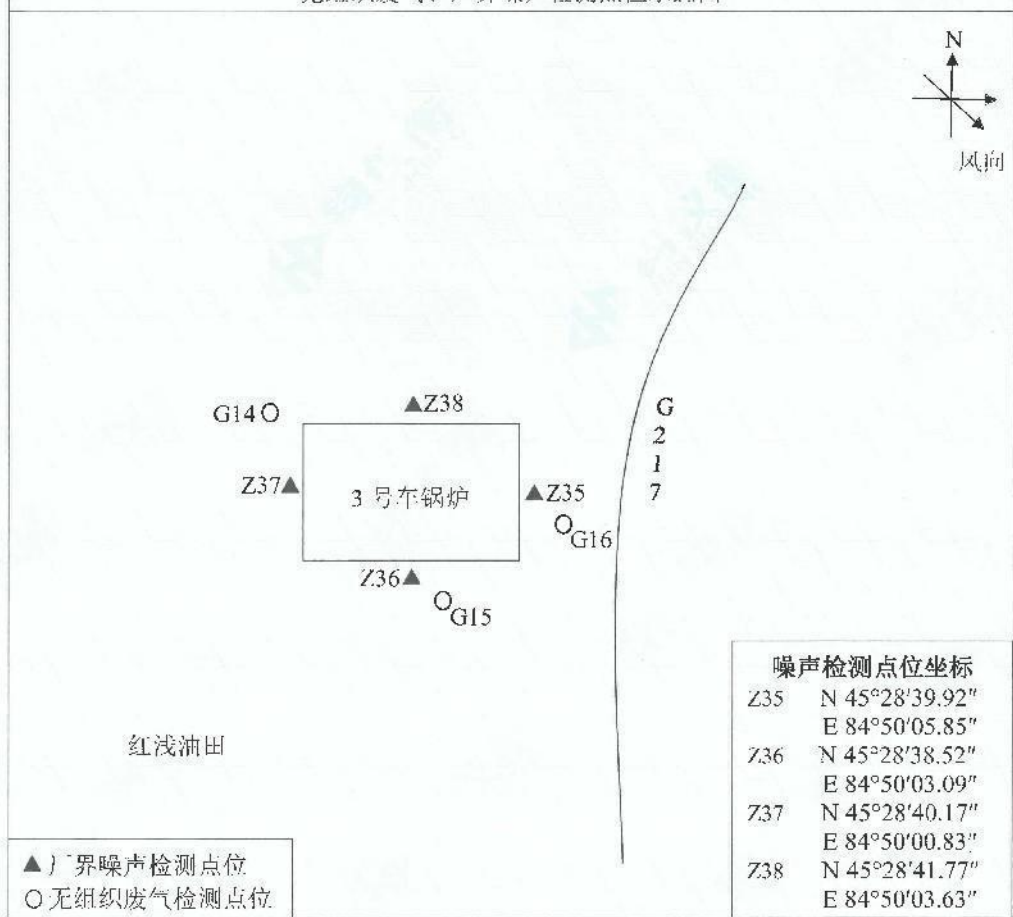 N
风向
G14
Z38
G
2
1
7
Z37
3 号车锅炉
Z35
G16
Z36
G15
红浅油田
噪声检测点位坐标
Z35 N 45°28′39.92″
E 84°50′05.85″
Z36 N 45°28′38.52″
E 84°50′03.09″
Z37 N 45°28′40.17″
E 84°50′00.83″
Z38 N 45°28′41.77″
E 84°50′03.63″
▲厂界噪声检测点位
○无组织废气检测点位